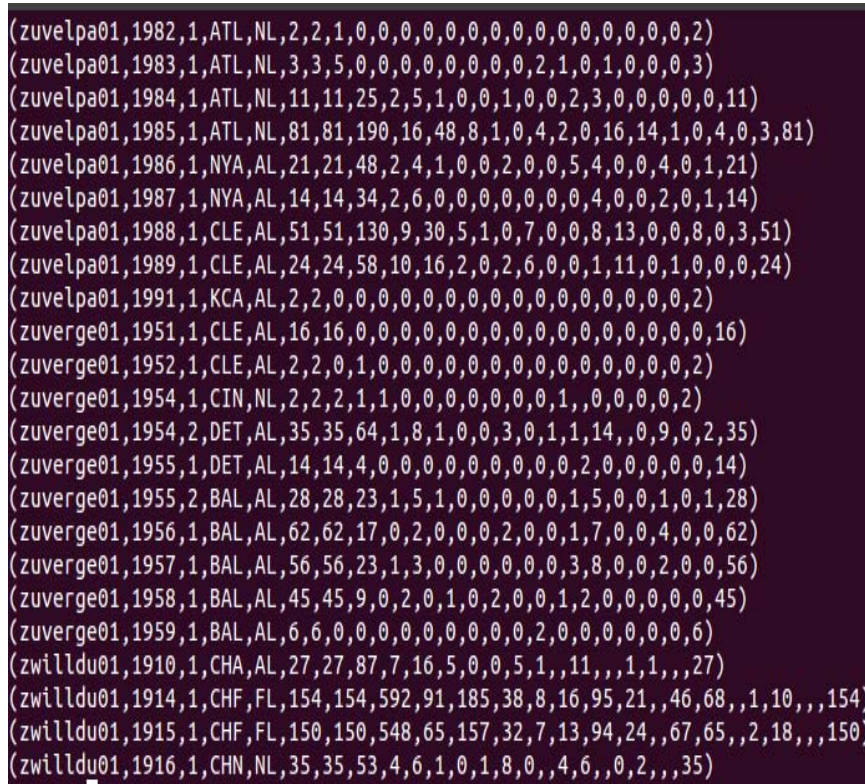 (zuvelpa01,1982,1,ATL,NL,2,2,1,0,0,0,0,0,0,0,0,0,0,0,0,0,0,2)
(zuvelpa01,1983,1,ATL,NL,3,3,5,0,0,0,0,0,0,0,0,2,1,0,1,0,0,0,3)
(zuvelpa01,1984,1,ATL,NL,11,11,25,2,5,1,0,0,1,0,0,2,3,0,0,0,0,0,11)
(zuvelpa01,1985,1,ATL,NL,81,81,190,16,48,8,1,0,4,2,0,16,14,1,0,4,0,3,81)
(zuvelpa01,1986,1,NYA,AL,21,21,48,2,4,1,0,0,2,0,0,5,4,0,0,4,0,1,21)
(zuvelpa01,1987,1,NYA,AL,14,14,34,2,6,0,0,0,0,0,0,0,4,0,0,2,0,1,14)
(zuvelpa01,1988,1,CLE,AL,51,51,130,9,30,5,1,0,7,0,0,8,13,0,0,8,0,3,51)
(zuvelpa01,1989,1,CLE,AL,24,24,58,10,16,2,0,2,6,0,0,1,11,0,1,0,0,0,24)
(zuvelpa01,1991,1,KCA,AL,2,2,0,0,0,0,0,0,0,0,0,0,0,0,0,0,0,0,2)
(zuverge01,1951,1,CLE,AL,16,16,0,0,0,0,0,0,0,0,0,0,0,0,0,0,0,0,16)
(zuverge01,1952,1,CLE,AL,2,2,0,1,0,0,0,0,0,0,0,0,0,0,0,0,0,0,2)
(zuverge01,1954,1,CIN,NL,2,2,2,1,1,0,0,0,0,0,0,0,1,,0,0,0,0,2)
(zuverge01,1954,2,DET,AL,35,35,64,1,8,1,0,0,3,0,1,1,14,,0,9,0,2,35)
(zuverge01,1955,1,DET,AL,14,14,4,0,0,0,0,0,0,0,0,0,2,0,0,0,0,0,14)
(zuverge01,1955,2,BAL,AL,28,28,23,1,5,1,0,0,0,0,0,1,5,0,0,1,0,1,28)
(zuverge01,1956,1,BAL,AL,62,62,17,0,2,0,0,0,2,0,0,1,7,0,0,4,0,0,62)
(zuverge01,1957,1,BAL,AL,56,56,23,1,3,0,0,0,0,0,0,3,8,0,0,2,0,0,56)
(zuverge01,1958,1,BAL,AL,45,45,9,0,2,0,1,0,2,0,0,1,2,0,0,0,0,0,45)
(zuverge01,1959,1,BAL,AL,6,6,0,0,0,0,0,0,0,0,0,2,0,0,0,0,0,0,6)
(zwilldu01,1910,1,CHA,AL,27,27,87,7,16,5,0,0,5,1,,11,,,1,1,,,27)
(zwilldu01,1914,1,CHF,FL,154,154,592,91,185,38,8,16,95,21,,46,68,,1,10,,,154)
(zwilldu01,1915,1,CHF,FL,150,150,548,65,157,32,7,13,94,24,,67,65,,2,18,,,150
(zwilldu01,1916,1,CHN,NL,35,35,53,4,6,1,0,1,8,0,,4,6,,0,2,,,35)